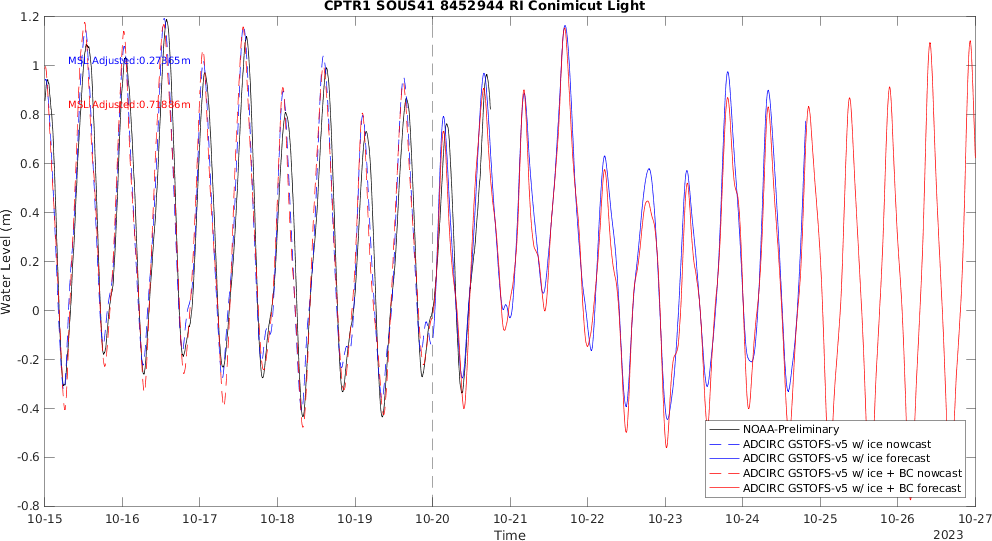 CPTR1 SOUS41 8452944 RI Conimicut Light
1.2
1
0.8
0.6
0.4
0.2
0
-0.2
-0.4
-0.6
-0.8
Water Level (m)
MSL Adjusted:0.27365m
MSL Adjusted:0.71886m
NOAA-Preliminary
ADCIRC GSTOFS-v5 w/ ice nowcast
ADCIRC GSTOFS-v5 w/ ice forecast
ADCIRC GSTOFS-v5 w/ ice + BC nowcast
ADCIRC GSTOFS-v5 w/ ice + BC forecast
10-15 10-16 10-17 10-18 10-19 10-20 10-21 10-22 10-23 10-24 10-25 10-26 10-27
Time
2023